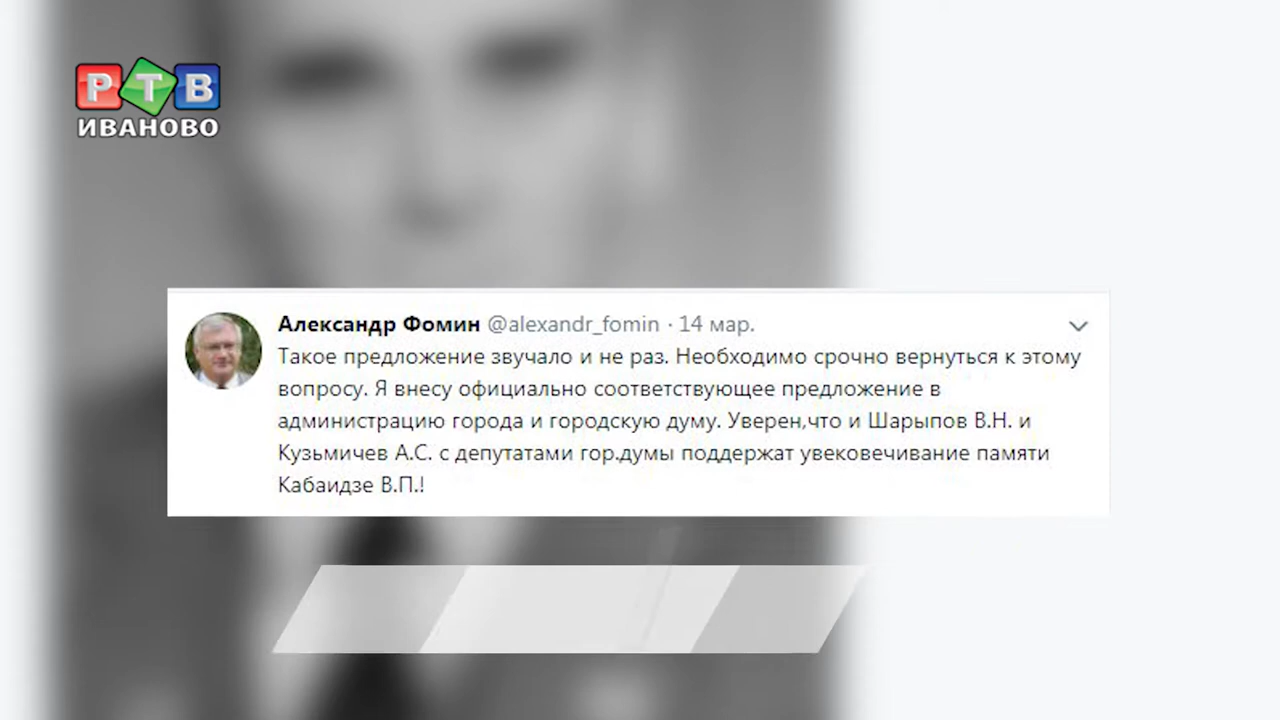 РТВ
ИВАНОВО
Александр Фомин @alexandr_fomin · 14 мар.
Такое предложение звучало и не раз. Необходимо срочно вернуться к этому
вопросу. Я внесу официально соответствующее предложение в
администрацию города и городскую думу. Уверен,что и Шарыпов В.Н. и
Кузьмичев А.С. с депутатами гор.думы поддержат увековечивание памяти
Кабаидзе В.П.!